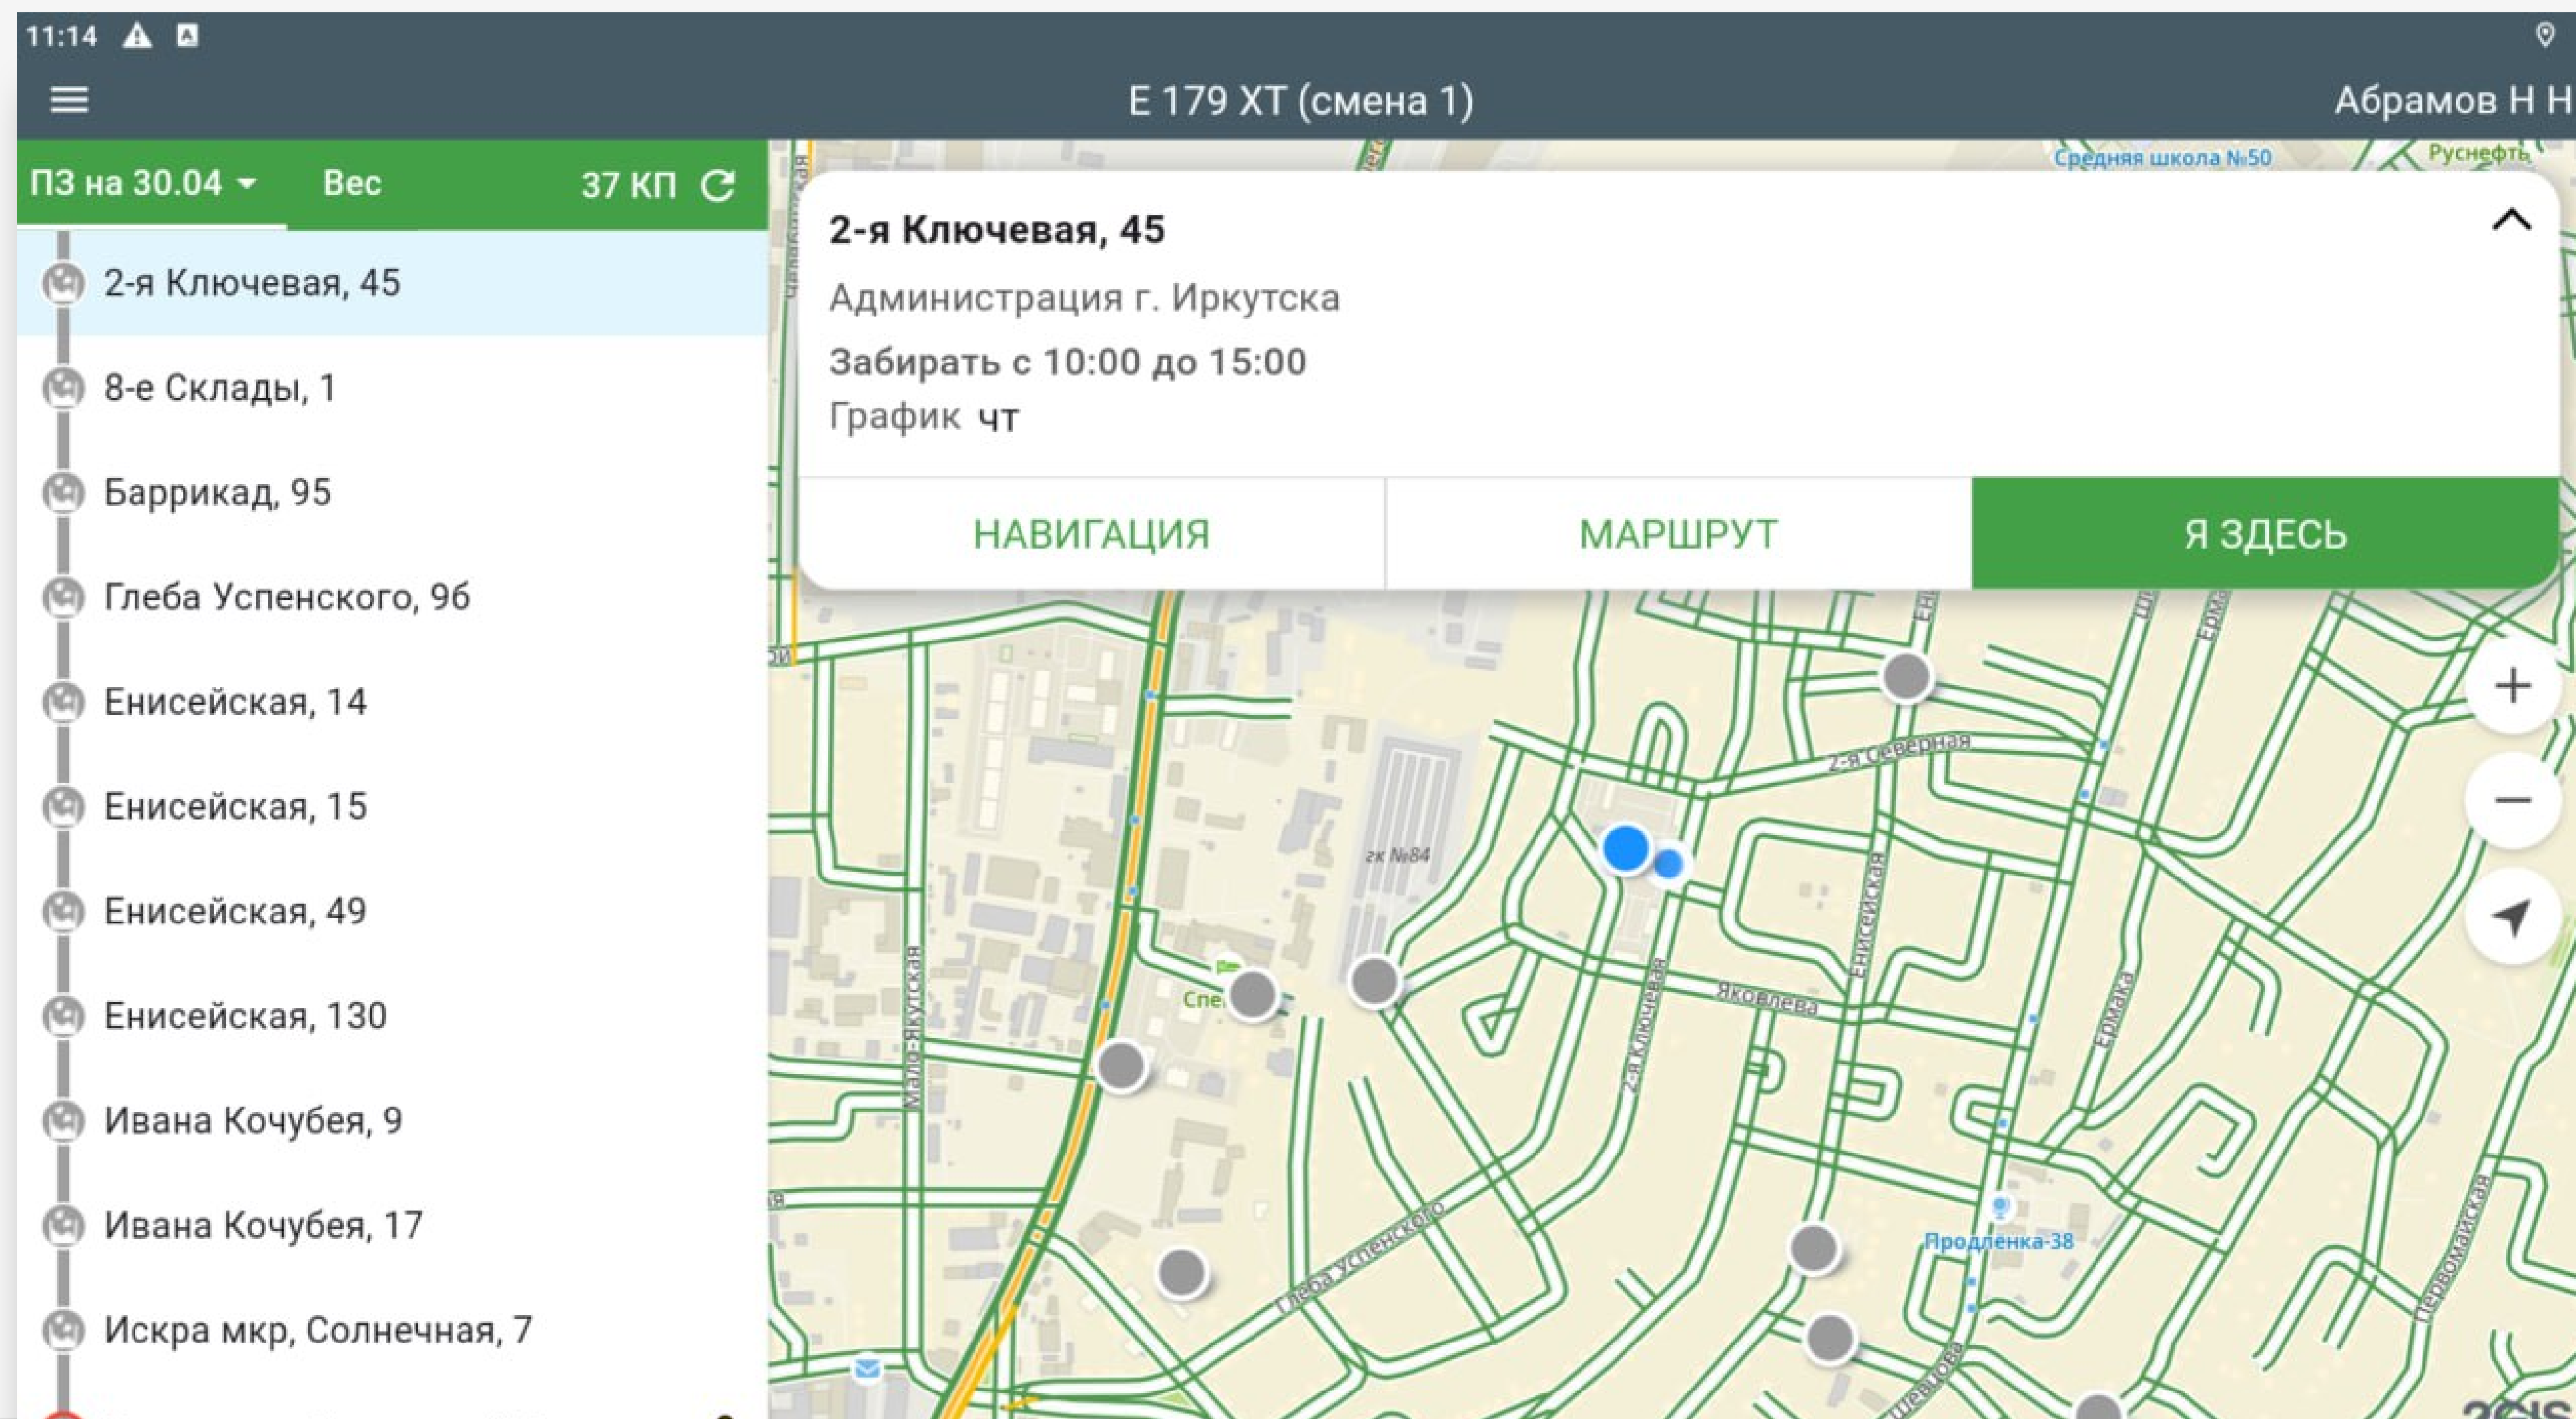 11:14
Е 179 ХТ (смена 1)
Абрамов Н Н
ПЗ на 30.04
Вес
37 КП
2-я Ключевая, 45
8-е Склады, 1
Баррикад, 95
Глеба Успенского, 9б
Енисейская, 14
Енисейская, 15
Енисейская, 49
Енисейская, 130
Ивана Кочубея, 9
Ивана Кочубея, 17
Искра мкр, Солнечная, 7
Средняя школа №50
Руснефть
2-я Ключевая, 45
Администрация г. Иркутска
Забирать с 10:00 до 15:00
График чт
НАВИГАЦИЯ
МАРШРУТ
Я ЗДЕСЬ
2-я Северная
гк №84
Енисейская
Мало-Якутская
Яковлева
2-я Ключевая
Ермака
Глеба Успенского
Продлёнка-38
Первомайская
Шевцова
2GIS